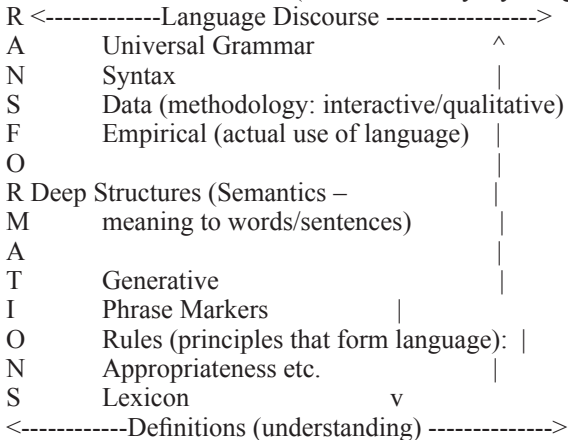 R <-------------Language Discourse ----------------->
A Universal Grammar ^
N Syntax |
S Data (methodology: interactive/qualitative)
F Empirical (actual use of language) |
O |
R Deep Structures (Semantics – |
M meaning to words/sentences) |
A |
T Generative |
I Phrase Markers |
O Rules (principles that form language): |
N Appropriateness etc. |
S Lexicon v
<------------Definitions (understanding) -------------->